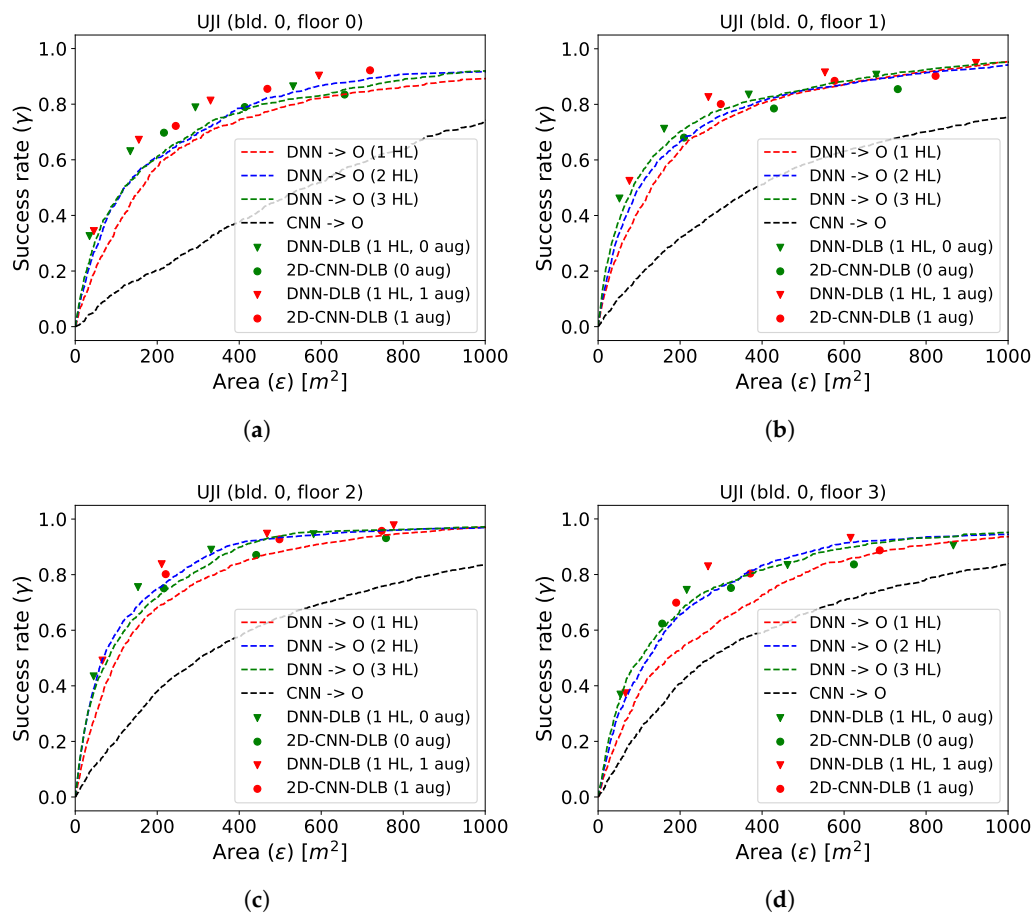 UJI (bld. 0, floor 0)
1.0
0.8
0.6
0.4
0.2
0.0
Success rate (γ)
DNN -> O (1 HL)
DNN -> O (2 HL)
DNN -> O (3 HL)
CNN -> O
DNN-DLB (1 HL, 0 aug)
2D-CNN-DLB (0 aug)
DNN-DLB (1 HL, 1 aug)
2D-CNN-DLB (1 aug)
0 200 400 600 800 1000
Area (ε) [m²]
(a)
UJI (bld. 0, floor 1)
1.0
0.8
0.6
0.4
0.2
0.0
Success rate (γ)
DNN -> O (1 HL)
DNN -> O (2 HL)
DNN -> O (3 HL)
CNN -> O
DNN-DLB (1 HL, 0 aug)
2D-CNN-DLB (0 aug)
DNN-DLB (1 HL, 1 aug)
2D-CNN-DLB (1 aug)
0 200 400 600 800 1000
Area (ε) [m²]
(b)
UJI (bld. 0, floor 2)
1.0
0.8
0.6
0.4
0.2
0.0
Success rate (γ)
DNN -> O (1 HL)
DNN -> O (2 HL)
DNN -> O (3 HL)
CNN -> O
DNN-DLB (1 HL, 0 aug)
2D-CNN-DLB (0 aug)
DNN-DLB (1 HL, 1 aug)
2D-CNN-DLB (1 aug)
0 200 400 600 800 1000
Area (ε) [m²]
(c)
UJI (bld. 0, floor 3)
1.0
0.8
0.6
0.4
0.2
0.0
Success rate (γ)
DNN -> O (1 HL)
DNN -> O (2 HL)
DNN -> O (3 HL)
CNN -> O
DNN-DLB (1 HL, 0 aug)
2D-CNN-DLB (0 aug)
DNN-DLB (1 HL, 1 aug)
2D-CNN-DLB (1 aug)
0 200 400 600 800 1000
Area (ε) [m²]
(d)